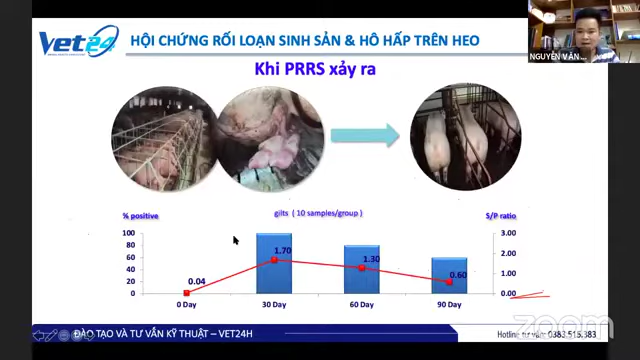 Vet24
HỘI CHỨNG RỐI LOẠN SINH SẢN & HÔ HẤP TRÊN HEO
Khi PRRS xảy ra
NGUYỄN VĂN ...
% positive
gilts ( 10 samples/group )
S/P ratio
100
80
60
40
20
0
0.04
1.70
1.30
0.60
3.00
2.00
1.00
0.00
0 Day
30 Day
60 Day
90 Day
ĐÀO TẠO VÀ TƯ VẤN KỸ THUẬT – VET24H
Hotline tư vấn: 0383.515.383
zoom